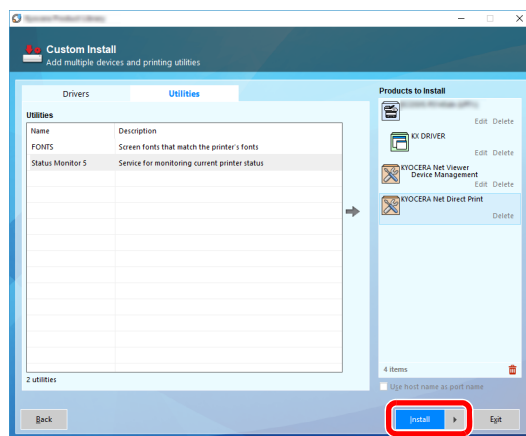 Custom Install
Add multiple devices and printing utilities
Drivers
Utilities
Utilities
Name Description
FONTS Screen fonts that match the printer's fonts
Status Monitor 5 Service for monitoring current printer status
2 utilities
Products to Install
Edit Delete
KX DRIVER
Edit Delete
KYOCERA Net Viewer
Device Management
Edit Delete
KYOCERA Net Direct Print
Delete
4 items
Use host name as port name
Back
Install
Exit